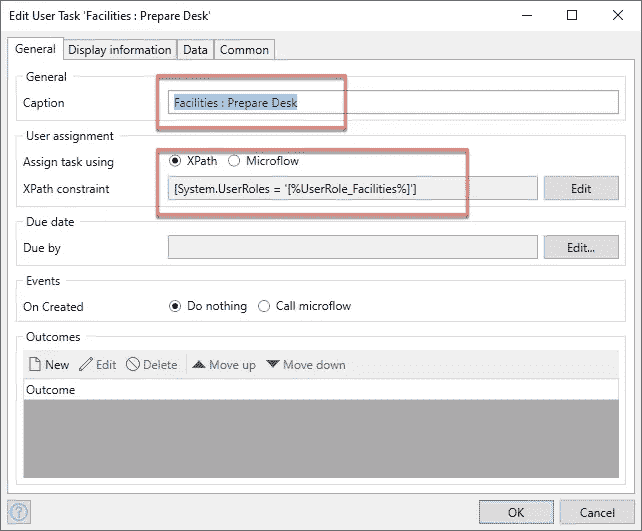 Edit User Task 'Facilities : Prepare Desk'
General Display information Data Common
General
Caption Facilities : Prepare Desk
User assignment
Assign task using XPath Microflow
XPath constraint [System.UserRoles = '[%UserRole_Facilities%]'] Edit
Due date
Due by Edit...
Events
On Created Do nothing Call microflow
Outcomes
New Edit Delete Move up Move down
Outcome
OK Cancel